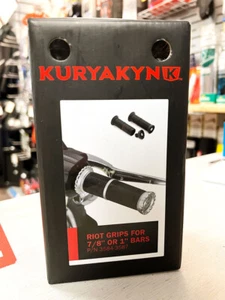 KURYAKYN K
RIOT GRIPS FOR
7/8" OR 1" BARS